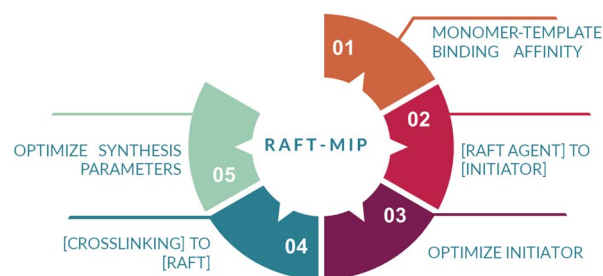 01
MONOMER-TEMPLATE
BINDING AFFINITY
02
[RAFT AGENT] TO
[INITIATOR]
03
OPTIMIZE INITIATOR
04
[CROSSLINKING] TO
[RAFT]
05
OPTIMIZE SYNTHESIS
PARAMETERS
RAFT-MIP